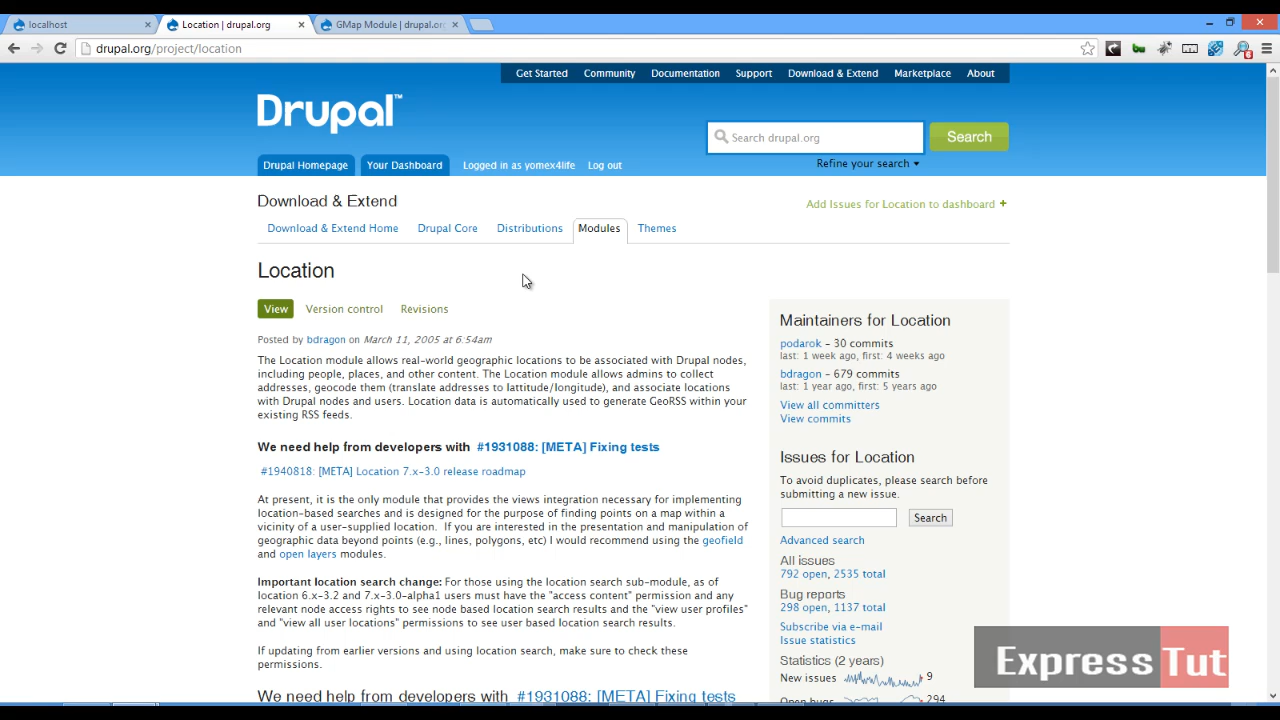 localhost
Location | drupal.org
GMap Module | drupal.or
drupal.org/project/location
Get Started Community Documentation Support Download & Extend Marketplace About
Drupal™
Search drupal.org
Search
Refine your search
Drupal Homepage Your Dashboard Logged in as yomex4life Log out
Download & Extend
Add Issues for Location to dashboard +
Download & Extend Home Drupal Core Distributions Modules Themes
Location
View Version control Revisions
Posted by bdragon on March 11, 2005 at 6:54am
The Location module allows real-world geographic locations to be associated with Drupal nodes,
including people, places, and other content. The Location module allows admins to collect
addresses, geocode them (translate addresses to lattitude/longitude), and associate locations
with Drupal nodes and users. Location data is automatically used to generate GeoRSS within your
existing RSS feeds.
We need help from developers with #1931088: [META] Fixing tests
#1940818: [META] Location 7.x-3.0 release roadmap
At present, it is the only module that provides the views integration necessary for implementing
location-based searches and is designed for the purpose of finding points on a map within a
vicinity of a user-supplied location. If you are interested in the presentation and manipulation of
geographic data beyond points (e.g., lines, polygons, etc) I would recommend using the geofield
and open layers modules.
Important location search change: For those using the location search sub-module, as of
location 6.x-3.2 and 7.x-3.0-alpha1 users must have the "access content" permission and any
relevant node access rights to see node based location search results and the "view user profiles"
and "view all user locations" permissions to see user based location search results.
If updating from earlier versions and using location search, make sure to check these
permissions.
We need help from developers with #1931088: [META] Fixing tests
Maintainers for Location
podarok – 30 commits
last: 1 week ago, first: 4 weeks ago
bdragon – 679 commits
last: 1 year ago, first: 5 years ago
View all committers
View commits
Issues for Location
To avoid duplicates, please search before
submitting a new issue.
Search
Advanced search
All issues
792 open, 2535 total
Bug reports
298 open, 1137 total
Subscribe via e-mail
Issue statistics
Statistics (2 years)
New issues 9
Open bugs 294
Express Tut